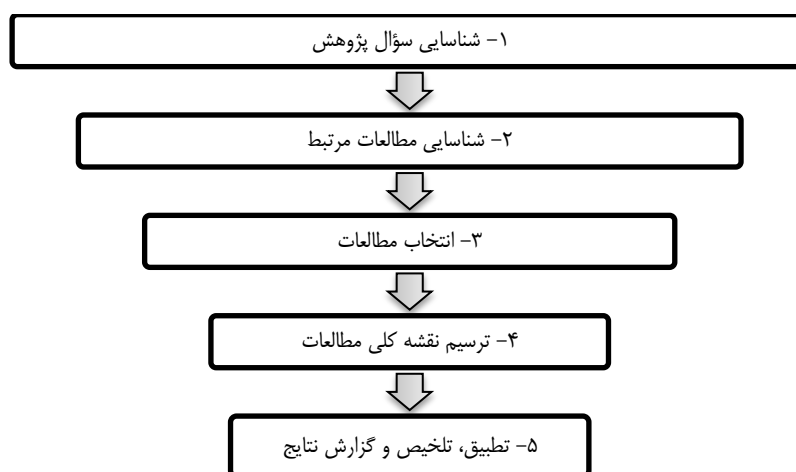 ۱- شناسایی سؤال پژوهش
۲- شناسایی مطالعات مرتبط
۳- انتخاب مطالعات
۴- ترسیم نقشه کلی مطالعات
۵- تطبیق، تلخیص و گزارش نتایج